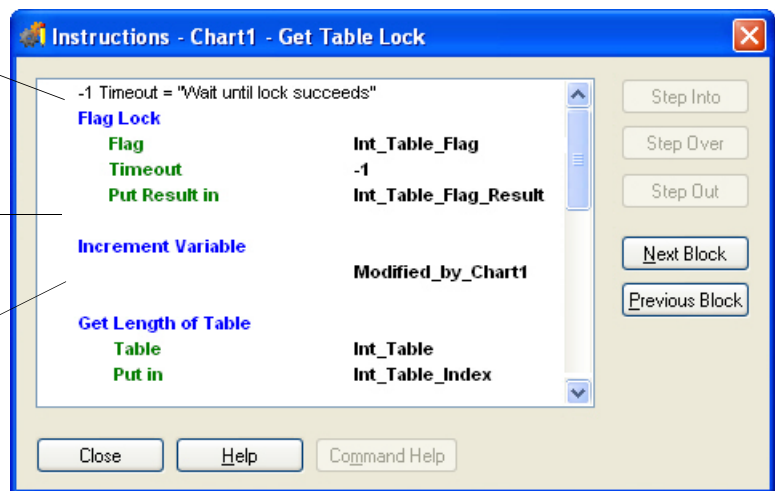 Instructions - Chart1 - Get Table Lock
-1 Timeout = "Wait until lock succeeds"
Flag Lock
Flag Int_Table_Flag
Timeout -1
Put Result in Int_Table_Flag_Result
Increment Variable
Modified_by_Chart1
Get Length of Table
Table Int_Table
Put in Int_Table_Index
Step Into
Step Over
Step Out
Next Block
Previous Block
Close Help Command Help